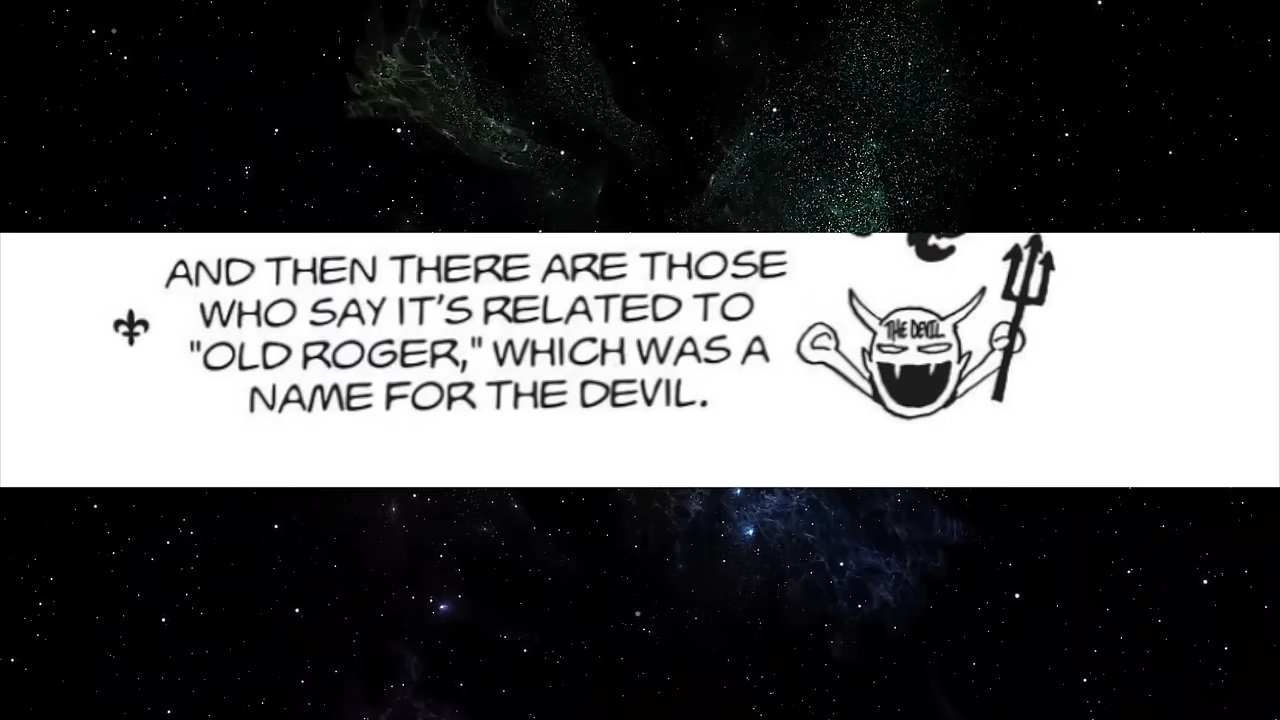 AND THEN THERE ARE THOSE
WHO SAY IT'S RELATED TO
"OLD ROGER," WHICH WAS A
NAME FOR THE DEVIL.
THE DEVIL